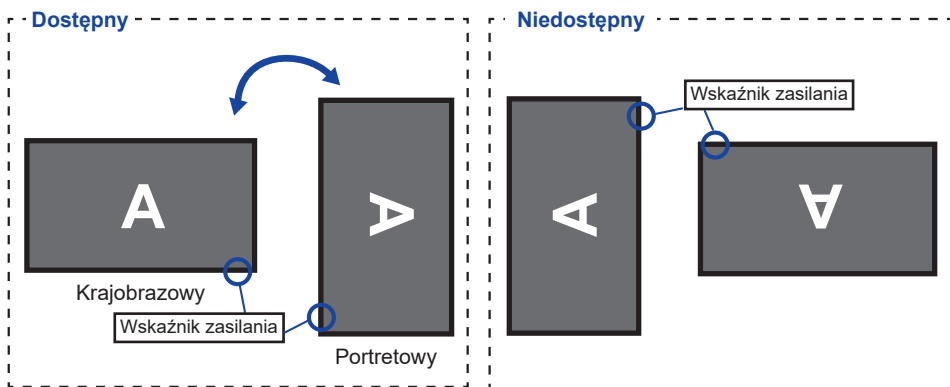 Dostępny
A
A
Krajobrazowy
Wskaźnik zasilania
Portretowy
Niedostępny
Wskaźnik zasilania
A
A